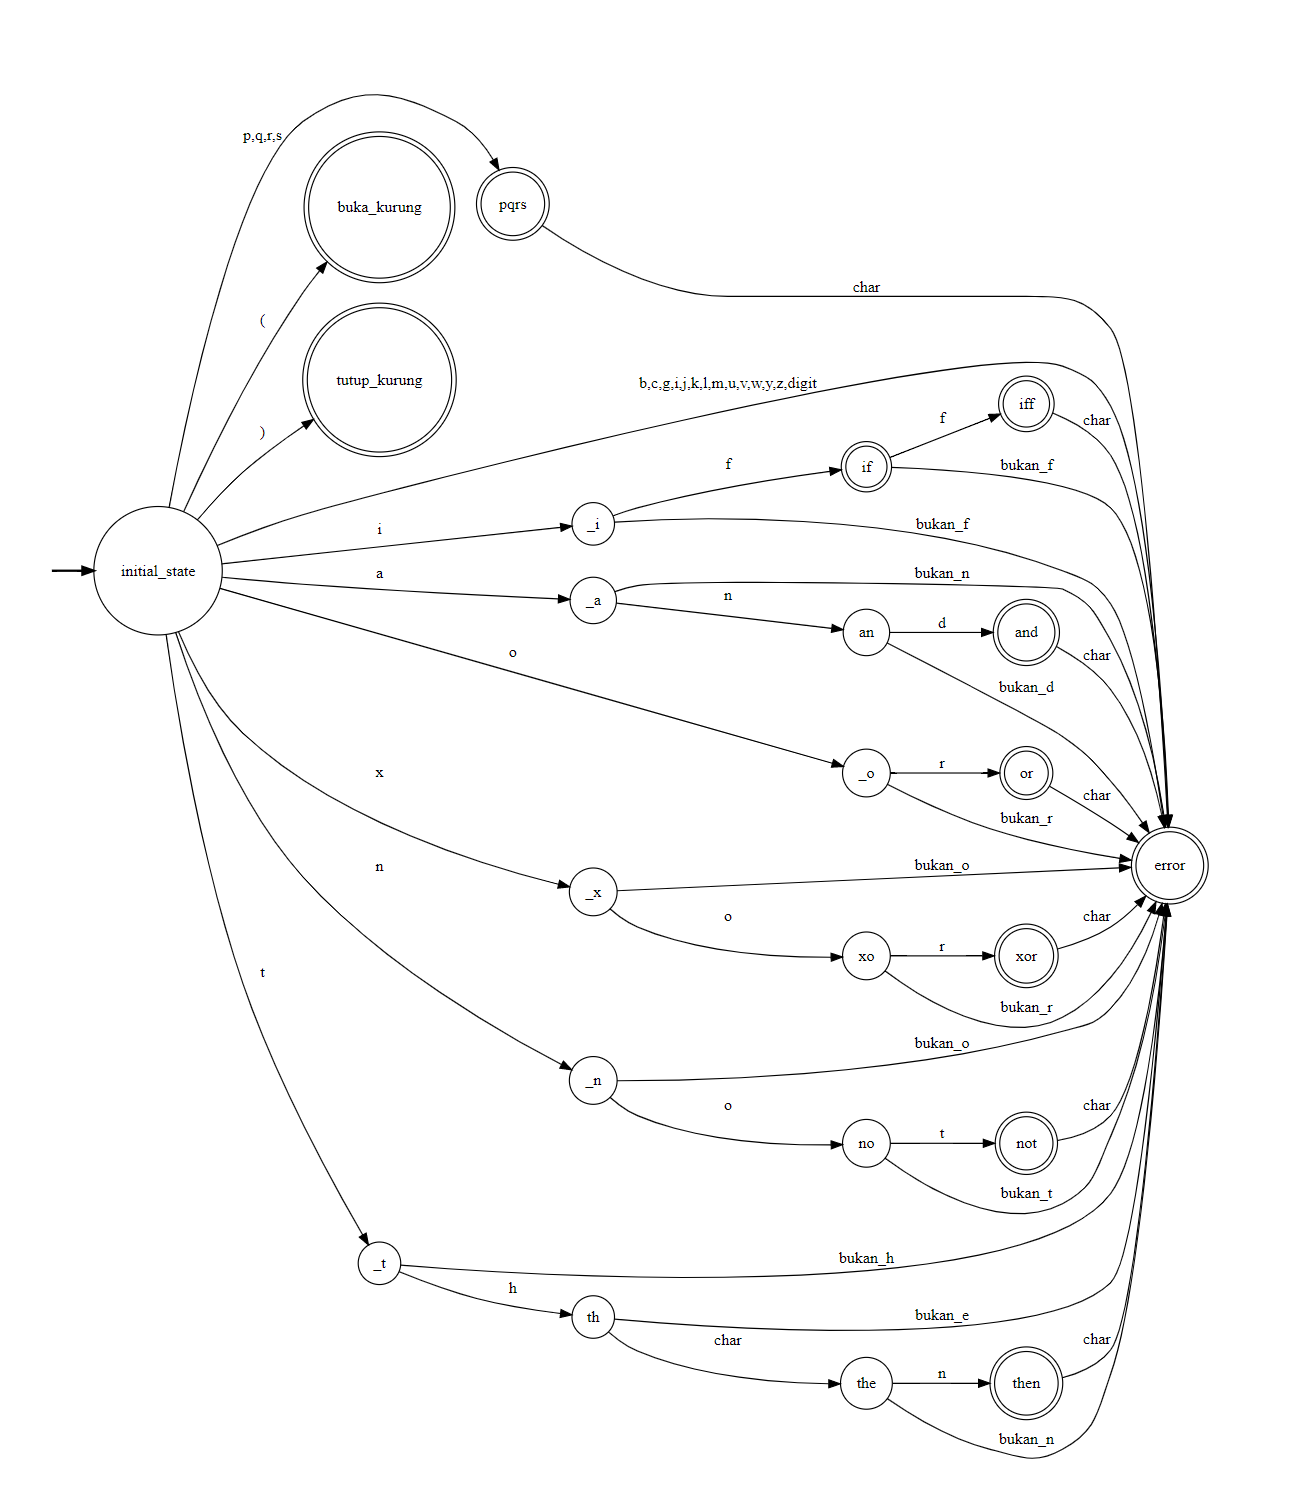 p,q,r,s
buka_kurung
pqrs
char
(
tutup_kurung
b,c,g,i,j,k,l,m,u,v,w,y,z,digit
iff
f
char
)
f
if
bukan_f
_i
bukan_f
i
initial_state
a
bukan_n
_a
n
an
d
and
char
o
bukan_d
_o
r
or
char
x
bukan_r
n
bukan_o
error
_x
o
char
xo
r
xor
t
bukan_r
bukan_o
_n
o
char
no
t
not
bukan_t
_t
bukan_h
h
th
bukan_e
char
char
the
n
then
bukan_n